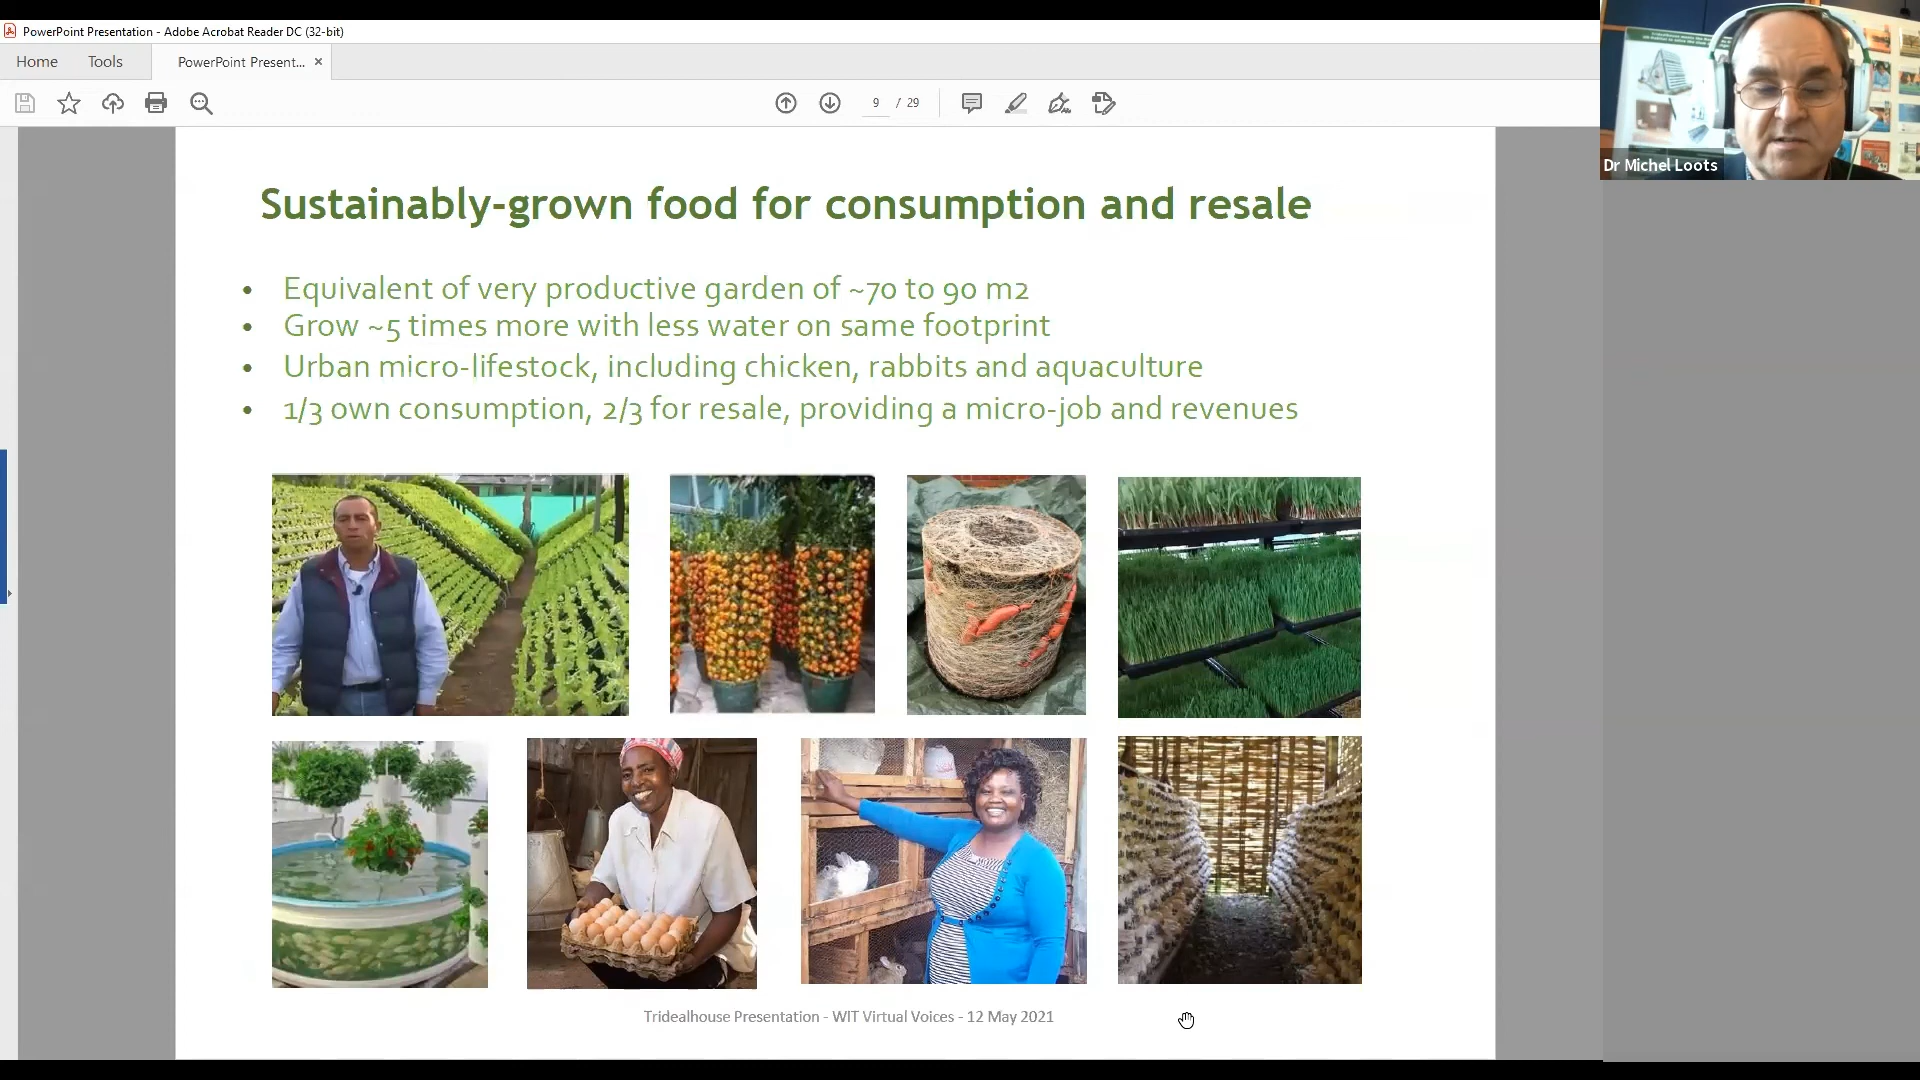 PowerPoint Presentation - Adobe Acrobat Reader DC (32-bit)
Home Tools PowerPoint Present... ×
9 / 29
Dr Michel Loots
Sustainably-grown food for consumption and resale
• Equivalent of very productive garden of ~70 to 90 m2
• Grow ~5 times more with less water on same footprint
• Urban micro-lifestock, including chicken, rabbits and aquaculture
• 1/3 own consumption, 2/3 for resale, providing a micro-job and revenues
Tridealhouse Presentation - WIT Virtual Voices - 12 May 2021